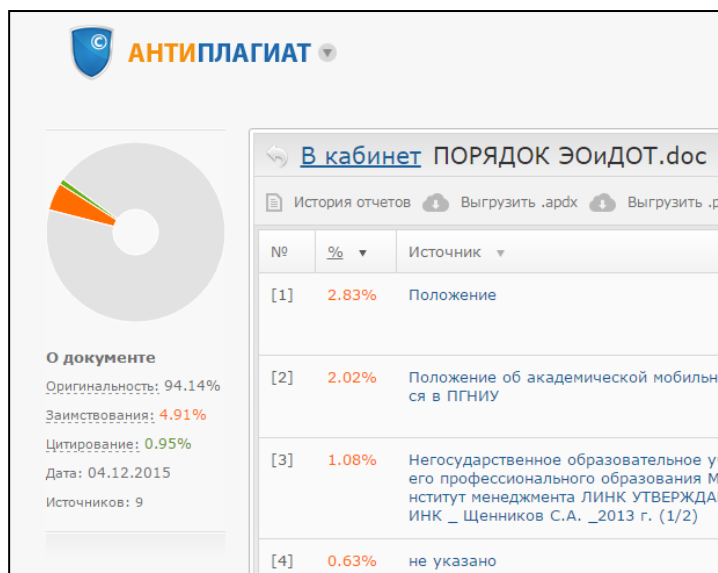 ©
АНТИПЛАГИАТ
В кабинет ПОРЯДОК ЭОиДОТ.doc
История отчетов Выгрузить .apdx Выгрузить .p
№ % Источник
[1] 2.83% Положение
[2] 2.02% Положение об академической мобильн
ся в ПГНИУ
[3] 1.08% Негосударственное образовательное у
его профессионального образования М
нститут менеджмента ЛИНК УТВЕРЖДА
ИНК _ Щенников С.А. _2013 г. (1/2)
[4] 0.63% не указано
О документе
Оригинальность: 94.14%
Заимствования: 4.91%
Цитирование: 0.95%
Дата: 04.12.2015
Источников: 9